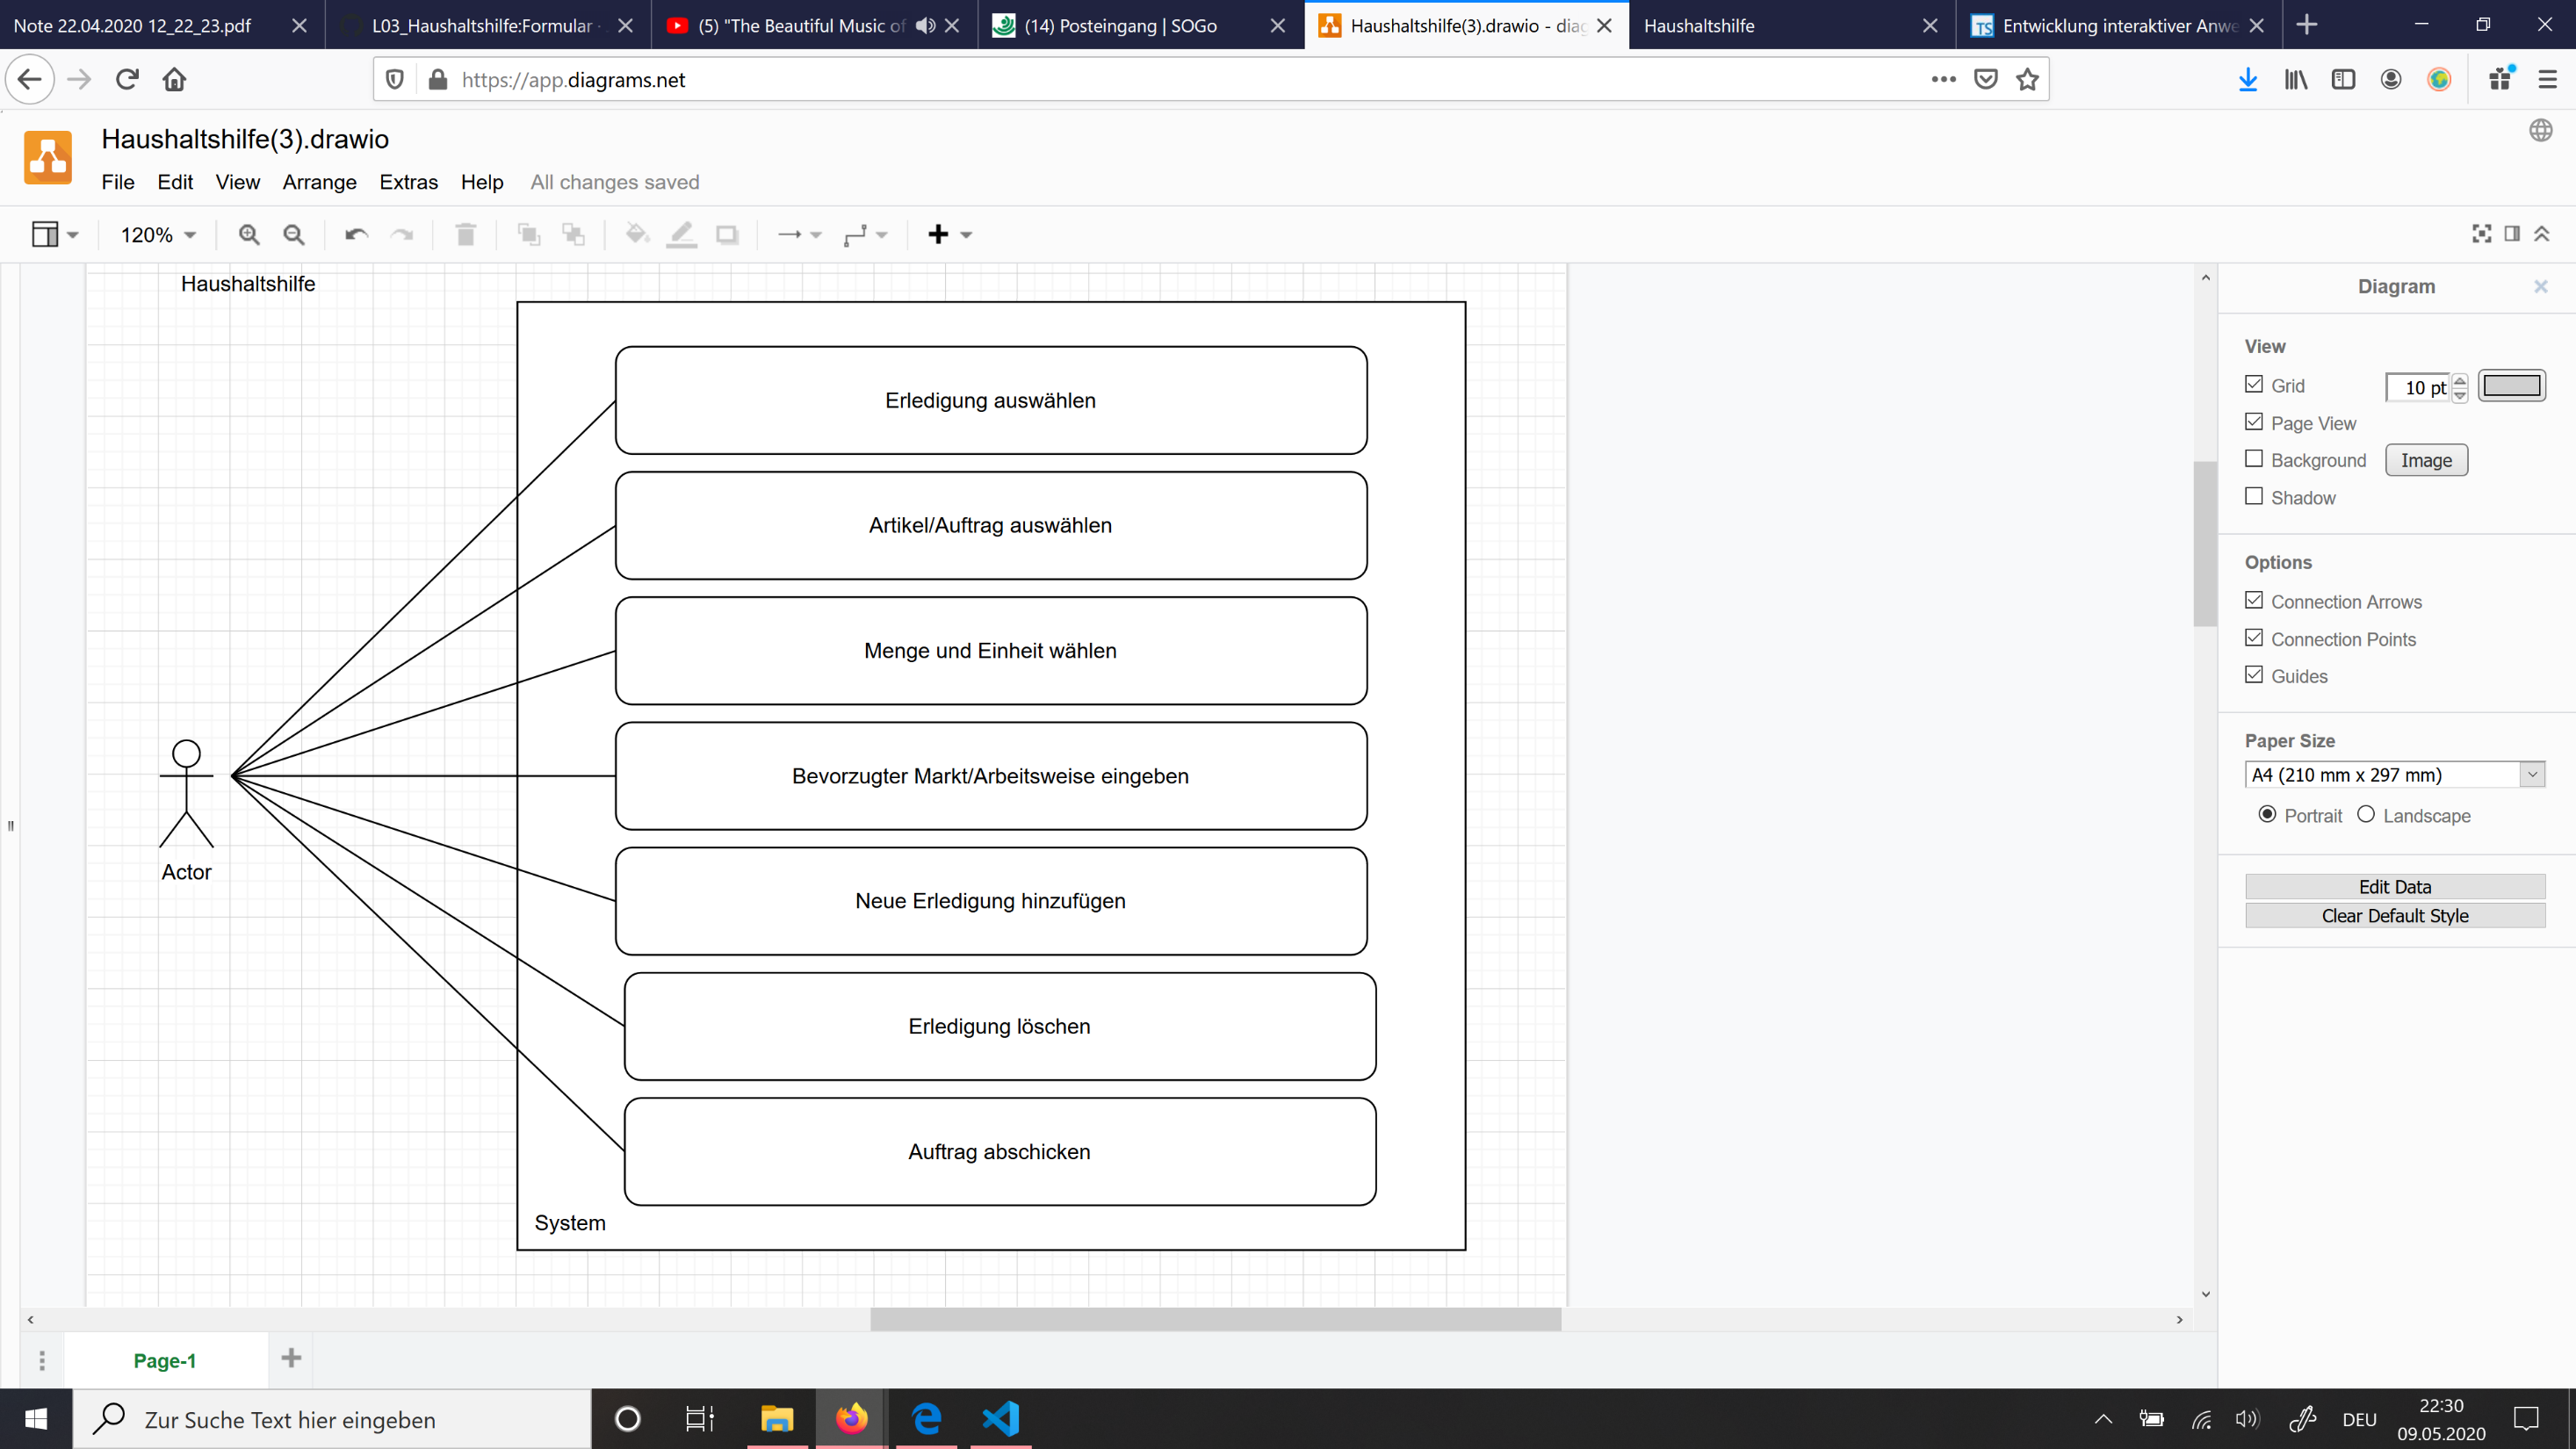 Note 22.04.2020 12_22_23.pdf
L03_Haushaltshilfe:Formular ·
(5) "The Beautiful Music of
(14) Posteingang | SOGo
Haushaltshilfe(3).drawio - diag
Haushaltshilfe
TS Entwicklung interaktiver Anwe
https://app.diagrams.net
Haushaltshilfe(3).drawio
File Edit View Arrange Extras Help All changes saved
120%
Haushaltshilfe
Erledigung auswählen
Artikel/Auftrag auswählen
Menge und Einheit wählen
Bevorzugter Markt/Arbeitsweise eingeben
Neue Erledigung hinzufügen
Erledigung löschen
Auftrag abschicken
Actor
System
Diagram
View
Grid 10 pt
Page View
Background Image
Shadow
Options
Connection Arrows
Connection Points
Guides
Paper Size
A4 (210 mm x 297 mm)
Portrait Landscape
Edit Data
Clear Default Style
Page-1
Zur Suche Text hier eingeben
DEU
22:30
09.05.2020